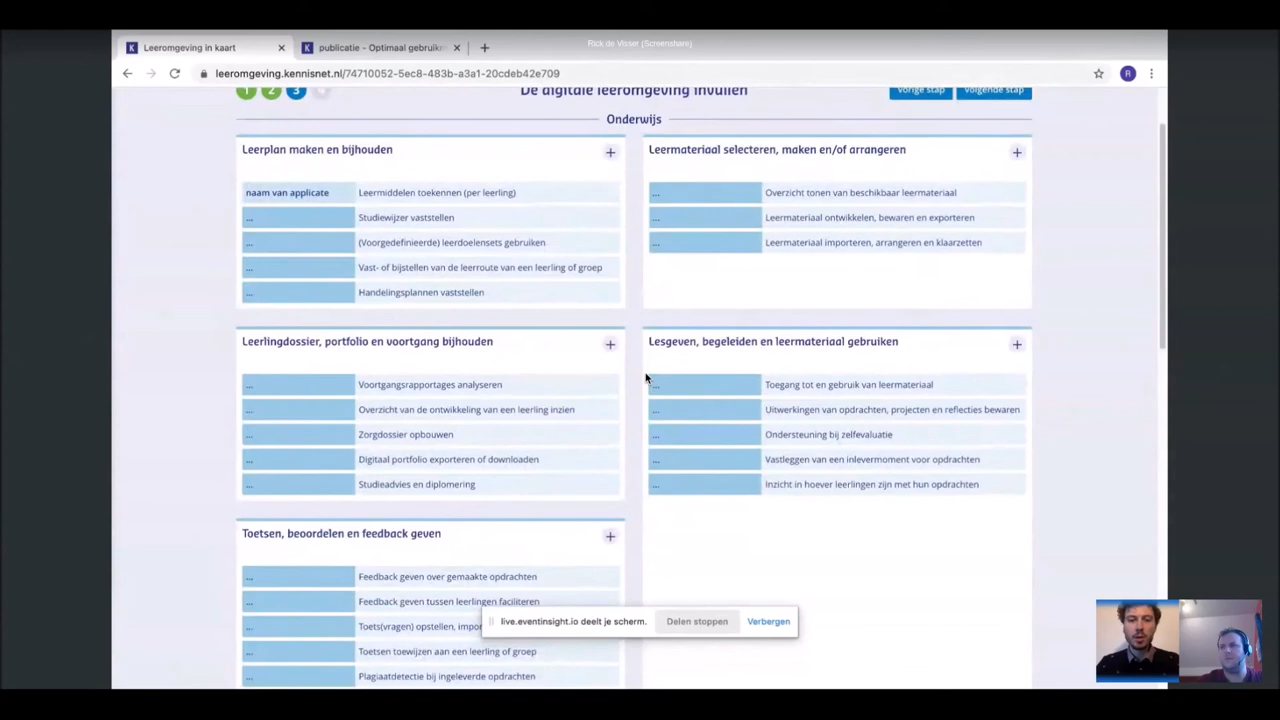 Leeromgeving in kaart
publicatie - Optimaal gebruik
Rick de Visser (Screenshare)
leeromgeving.kennisnet.nl/74710052-5ec8-483b-a3a1-20cdeb42e709
R
1 2 3
De digitale leeromgeving invullen
Vorige stap
Volgende stap
Onderwijs
Leerplan maken en bijhouden
+
naam van applicate Leermiddelen toekennen (per leerling)
... Studiewijzer vaststellen
... (Voorgedefinieerde) leerdoelensets gebruiken
... Vast- of bijstellen van de leerroute van een leerling of groep
... Handelingsplannen vaststellen
Leermateriaal selecteren, maken en/of arrangeren
+
... Overzicht tonen van beschikbaar leermateriaal
... Leermateriaal ontwikkelen, bewaren en exporteren
... Leermateriaal importeren, arrangeren en klaarzetten
Leerlingdossier, portfolio en voortgang bijhouden
+
... Voortgangsrapportages analyseren
... Overzicht van de ontwikkeling van een leerling inzien
... Zorgdossier opbouwen
... Digitaal portfolio exporteren of downloaden
... Studieadvies en diplomering
Lesgeven, begeleiden en leermateriaal gebruiken
+
... Toegang tot en gebruik van leermateriaal
... Uitwerkingen van opdrachten, projecten en reflecties bewaren
... Ondersteuning bij zelfevaluatie
... Vastleggen van een inlevermoment voor opdrachten
... Inzicht in hoever leerlingen zijn met hun opdrachten
Toetsen, beoordelen en feedback geven
+
... Feedback geven over gemaakte opdrachten
... Feedback geven tussen leerlingen faciliteren
... Toets(vragen) opstellen,
... Toetsen toewijzen aan een leerling of groep
... Plagiaatdetectie bij ingeleverde opdrachten
live.eventinsight.io deelt je scherm.
Delen stoppen
Verbergen